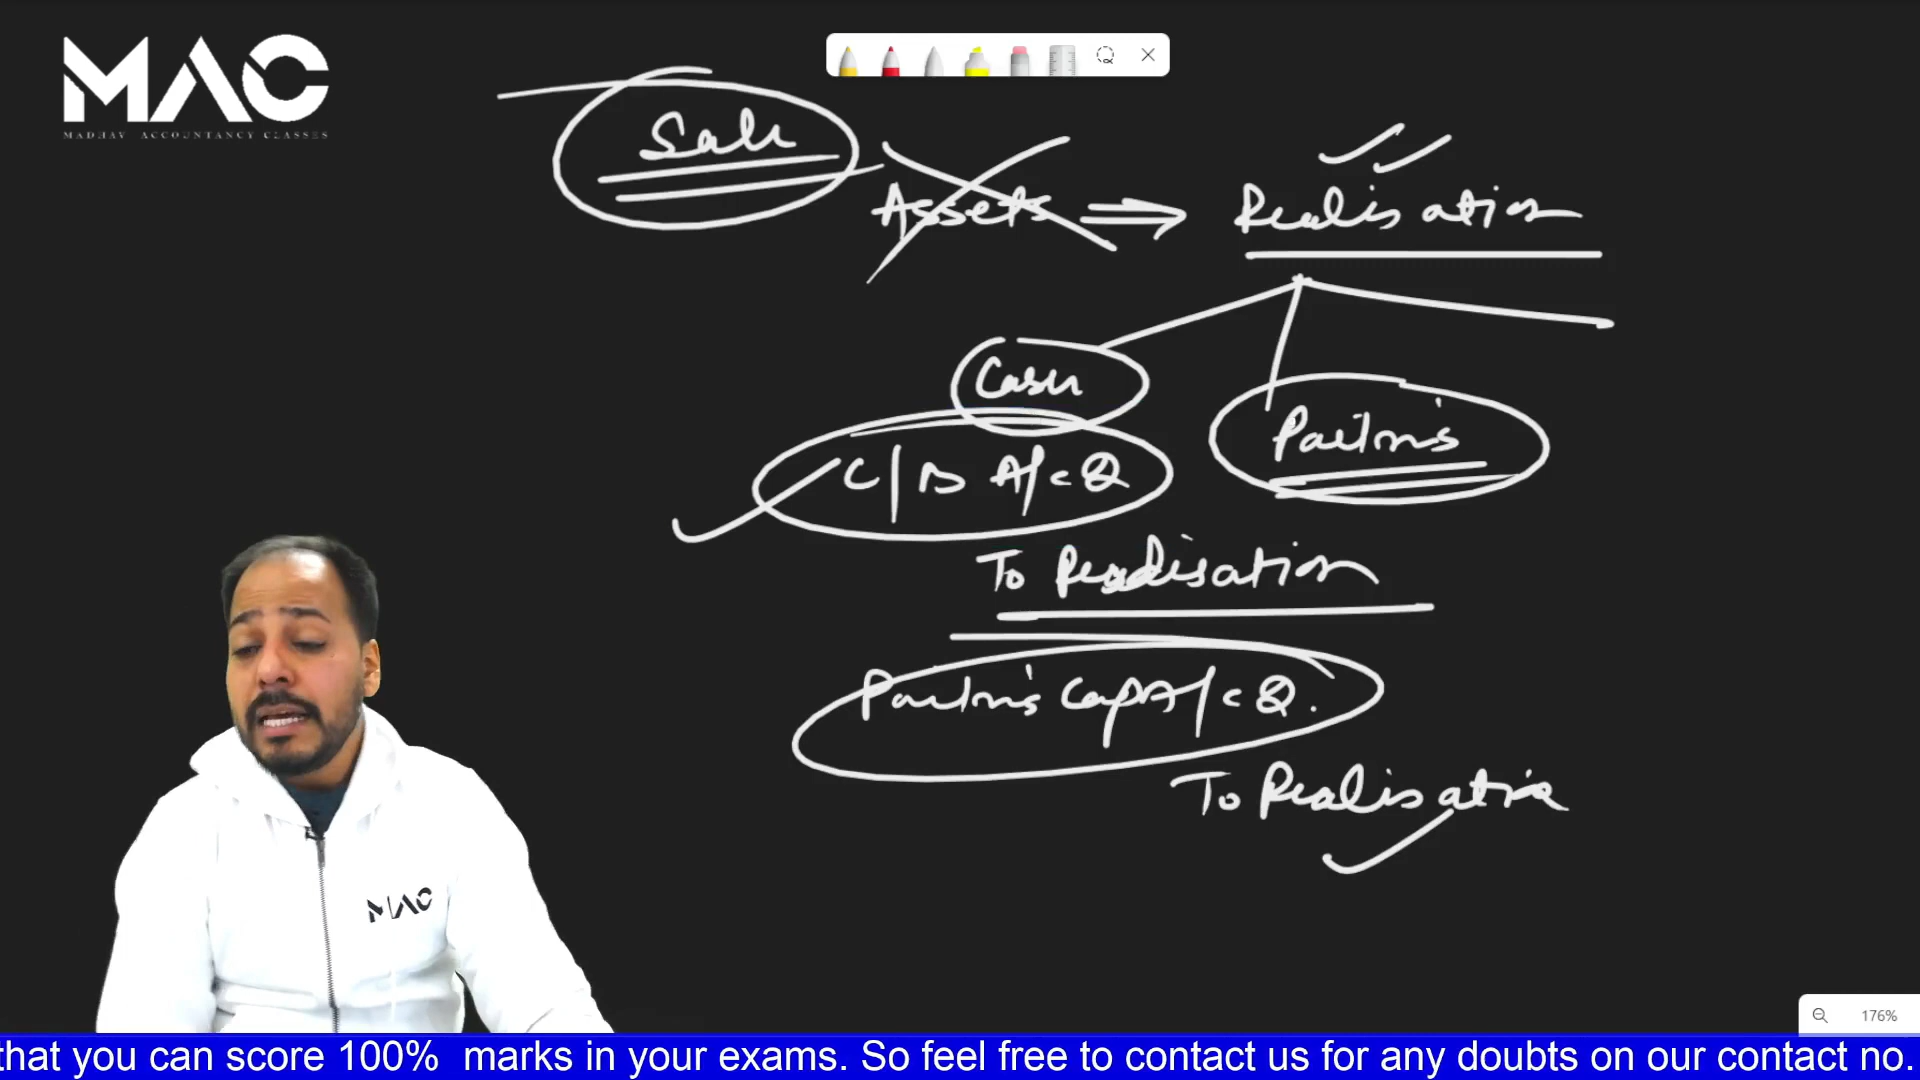 MAC
MADHAV ACCOUNTANCY CLASSES
Sale
Assets ⇒ Realisation
Cash
Partner's
C/B A/c Dr
To Realisation
Partner's Cap A/c Dr.
To Realisation
MAC
176%
that you can score 100% marks in your exams. So feel free to contact us for any doubts on our contact no.